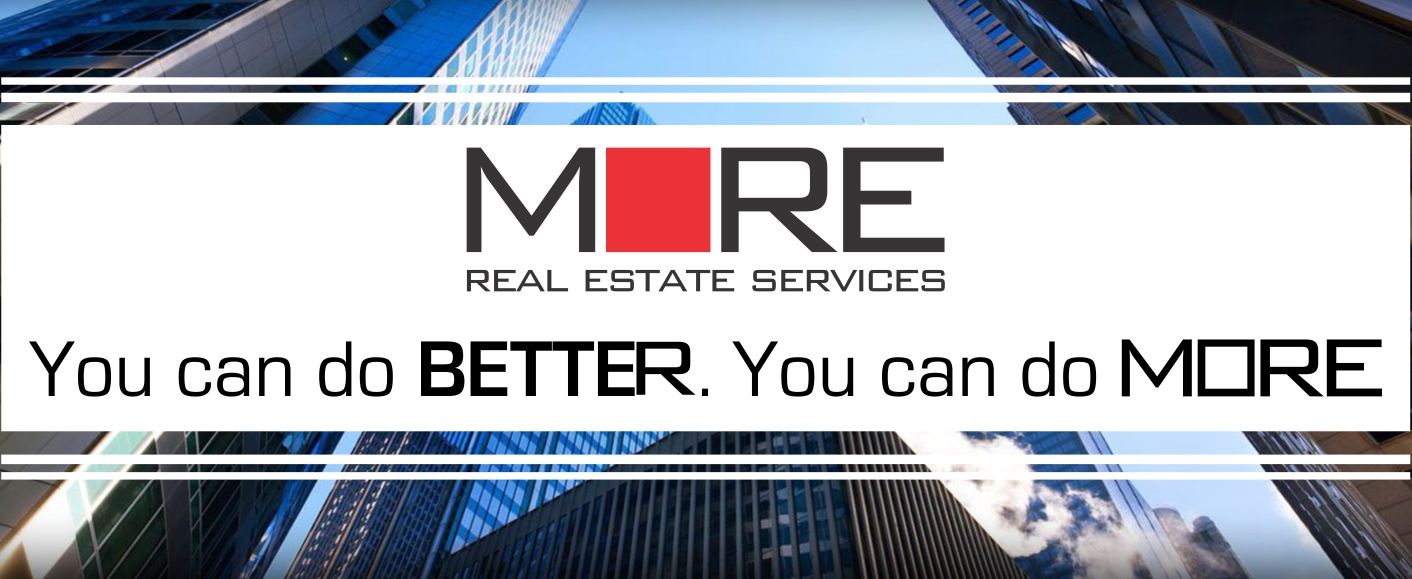 MORE
REAL ESTATE SERVICES
You can do BETTER. You can do MORE